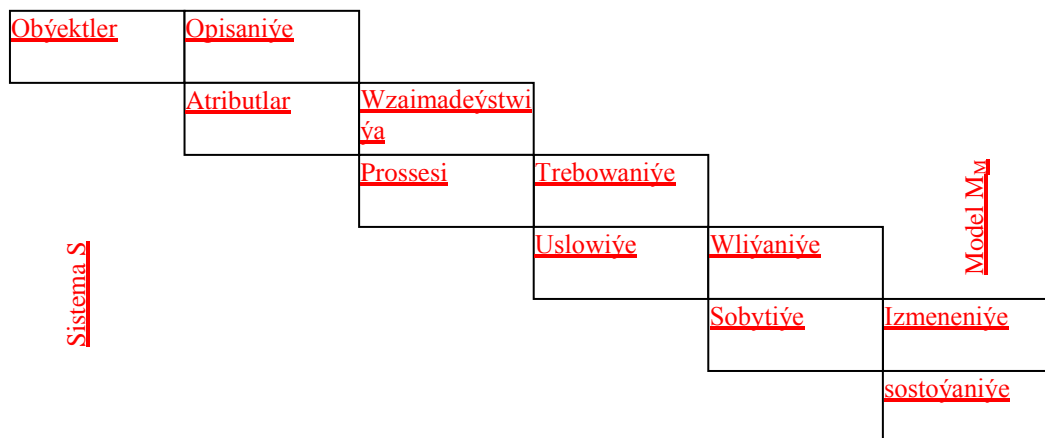 Obýektler Opisaniýe
Atributlar Wzaimadeýstwi
ýa
Prossesi Trebowaniýe
Uslowiýe Wliýaniýe
Sobytiýe Izmeneniýe
sostoýaniýe
Sistema S
Model MM